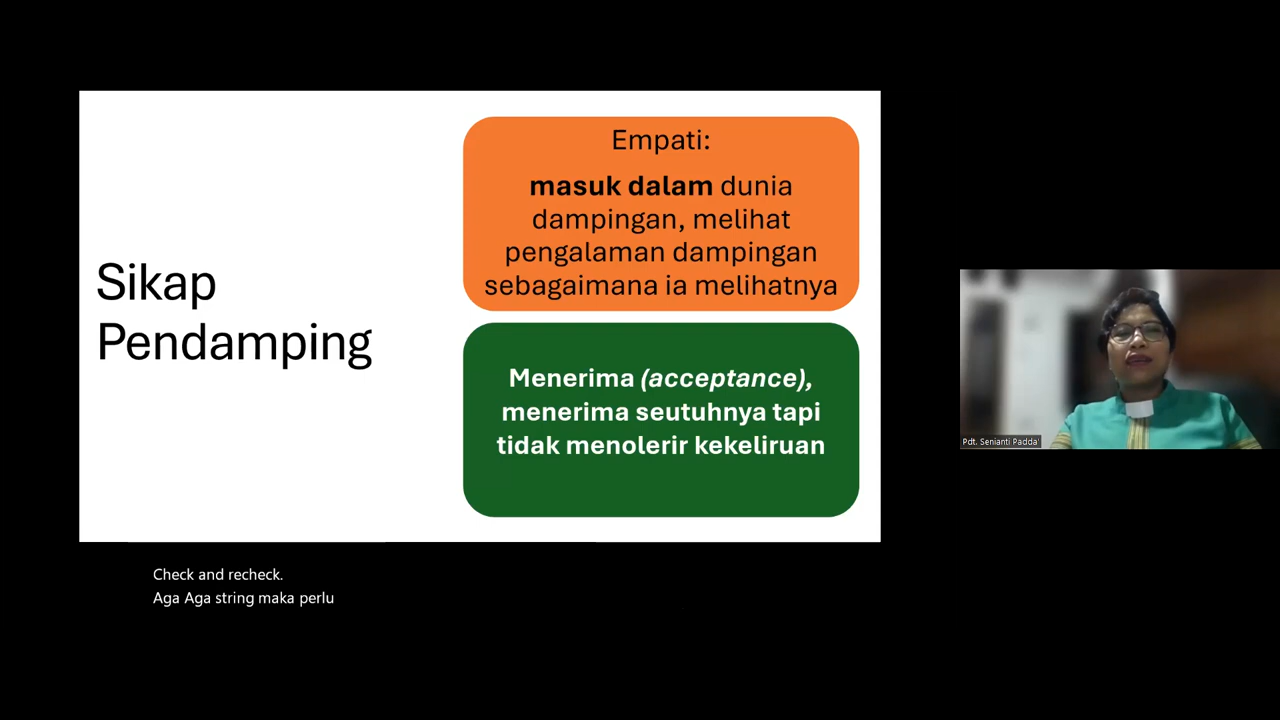 Sikap
Pendamping
Empati:
masuk dalam dunia
dampingan, melihat
pengalaman dampingan
sebagaimana ia melihatnya
Menerima (acceptance),
menerima seutuhnya tapi
tidak menolerir kekeliruan
Pdt. Senianti Padda'
Check and recheck.
Aga Aga string maka perlu